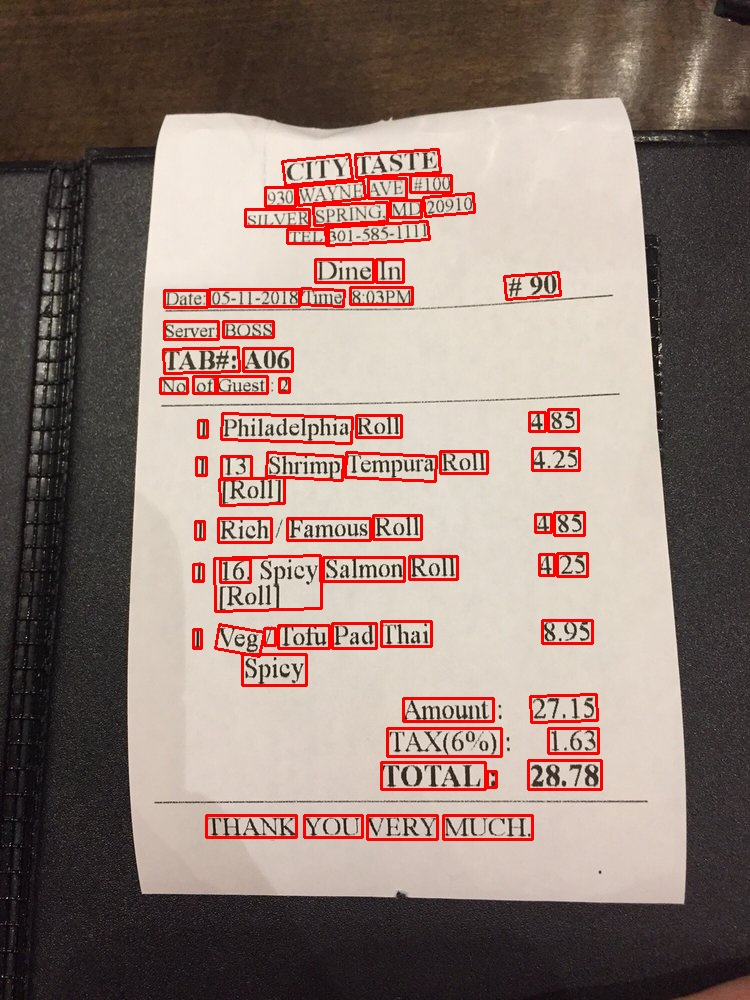 CITY TASTE
930 WAYNE AVE #100
SILVER SPRING, MD 20910
TEL 301-585-1111
Dine In
# 90
Date: 05-11-2018 Time 8:03PM
Server: BOSS
TAB#: A06
No of Guest : 2
1 Philadelphia Roll 4.85
1 13 Shrimp Tempura Roll 4.25
[Roll]
1 Rich / Famous Roll 4.85
1 16. Spicy Salmon Roll 4.25
[Roll]
1 Veg / Tofu Pad Thai 8.95
Spicy
Amount : 27.15
TAX(6%) : 1.63
TOTAL : 28.78
THANK YOU VERY MUCH.